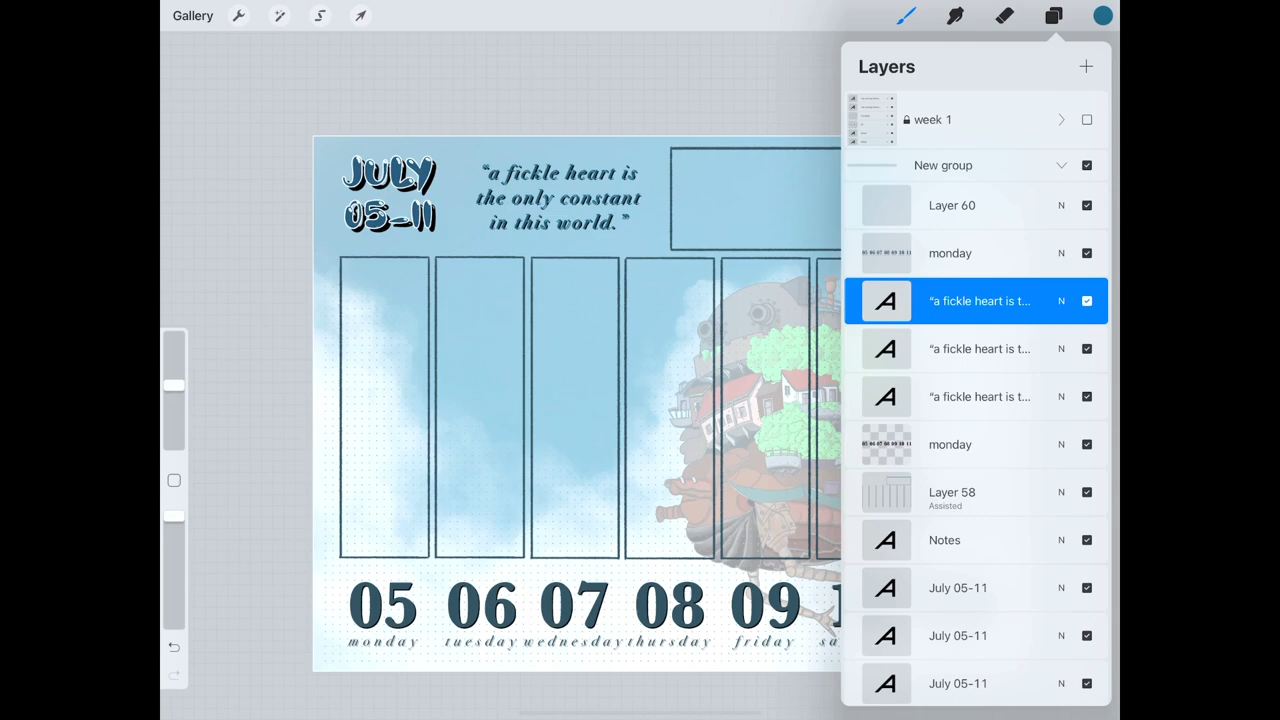 Gallery
JULY
05-11
“a fickle heart is
the only constant
in this world.”
05 06 07 08 09
monday tuesday wednesday thursday friday
Layers
week 1
New group
Layer 60 N
monday N
“a fickle heart is t... N
“a fickle heart is t... N
“a fickle heart is t... N
monday N
Layer 58 N
Assisted
Notes N
July 05-11 N
July 05-11 N
July 05-11 N